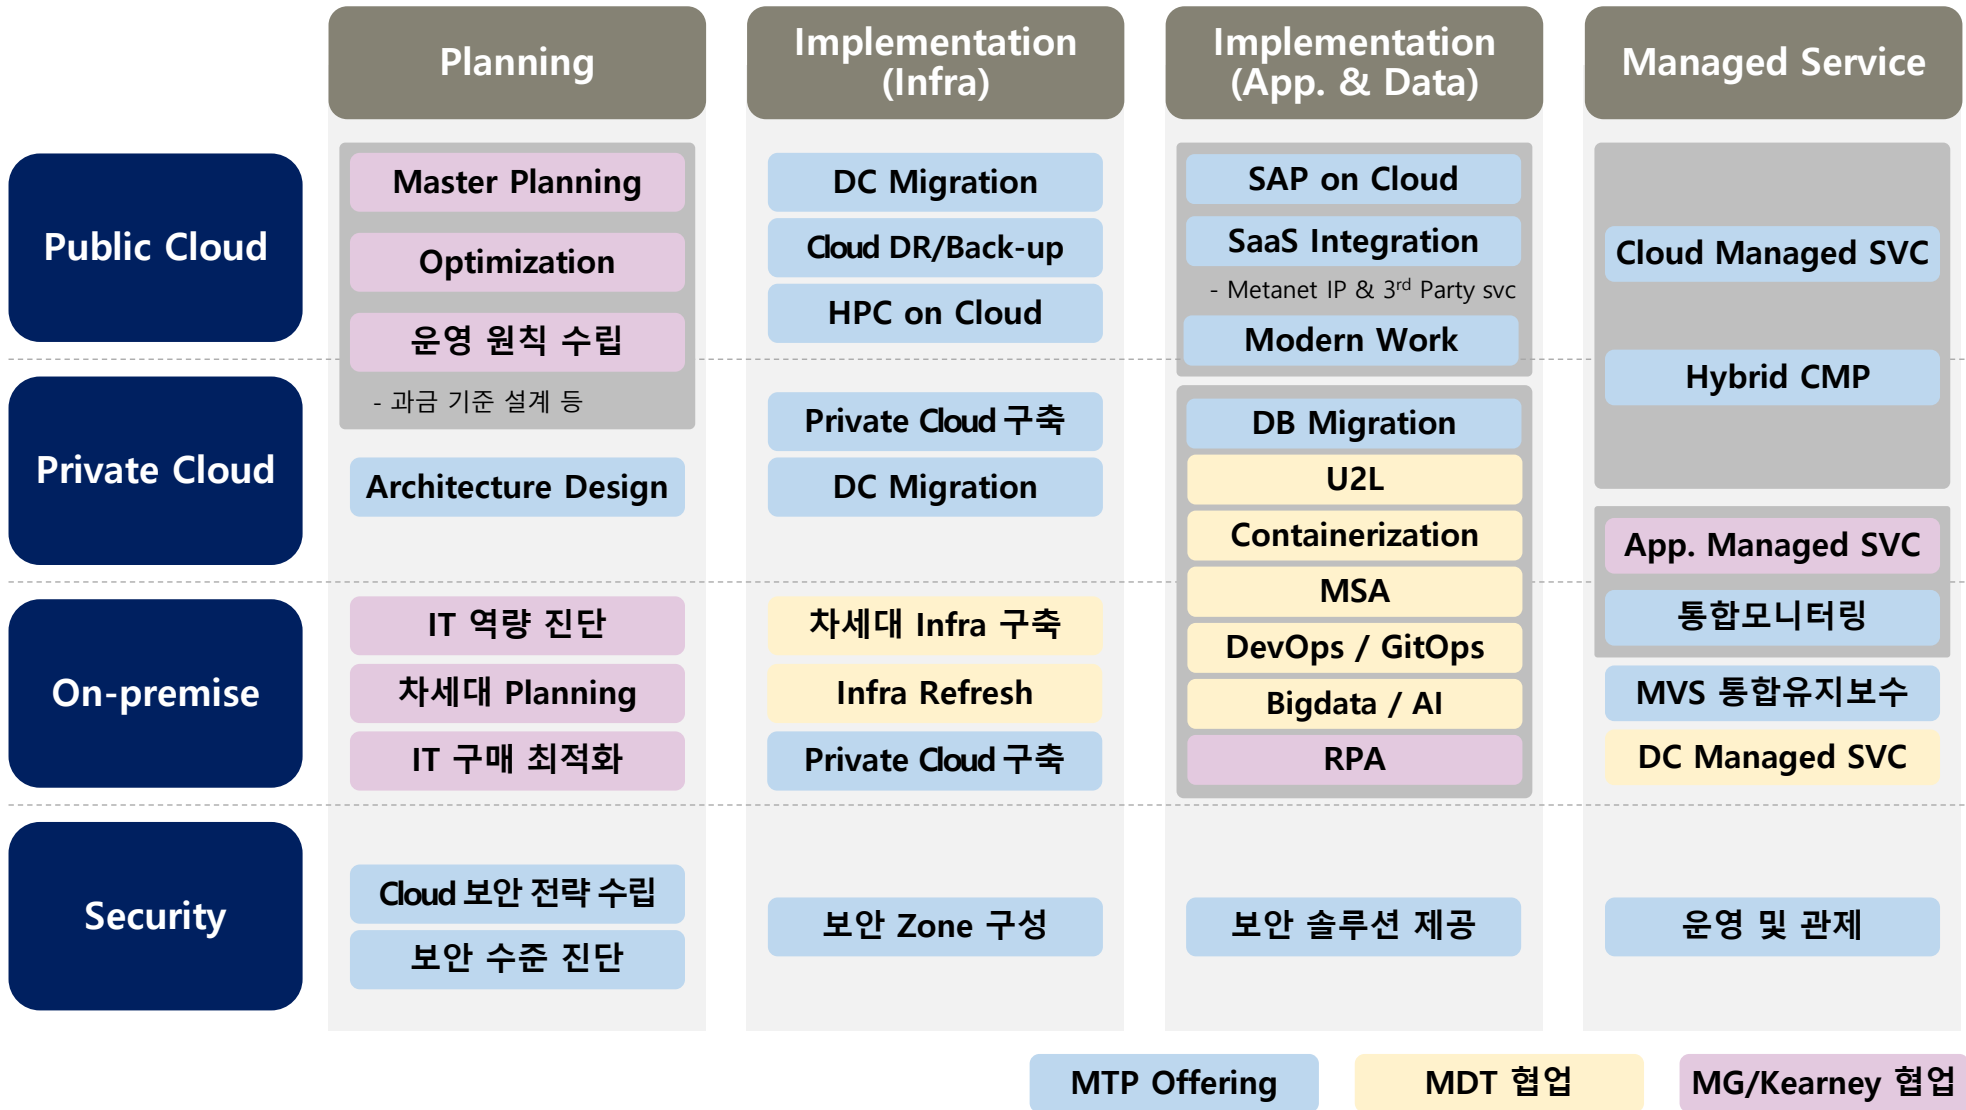 Planning
Implementation
(Infra)
Implementation
(App. & Data)
Managed Service
Public Cloud
Master Planning
Optimization
운영 원칙 수립
- 과금 기준 설계 등
DC Migration
Cloud DR/Back-up
HPC on Cloud
SAP on Cloud
SaaS Integration
- Metanet IP & 3rd Party svc
Modern Work
Cloud Managed SVC
Hybrid CMP
Private Cloud
Architecture Design
Private Cloud 구축
DC Migration
DB Migration
U2L
Containerization
MSA
DevOps / GitOps
Bigdata / AI
RPA
App. Managed SVC
통합모니터링
On-premise
IT 역량 진단
차세대 Planning
IT 구매 최적화
차세대 Infra 구축
Infra Refresh
Private Cloud 구축
MVS 통합유지보수
DC Managed SVC
Security
Cloud 보안 전략 수립
보안 수준 진단
보안 Zone 구성
보안 솔루션 제공
운영 및 관제
MTP Offering
MDT 협업
MG/Kearney 협업